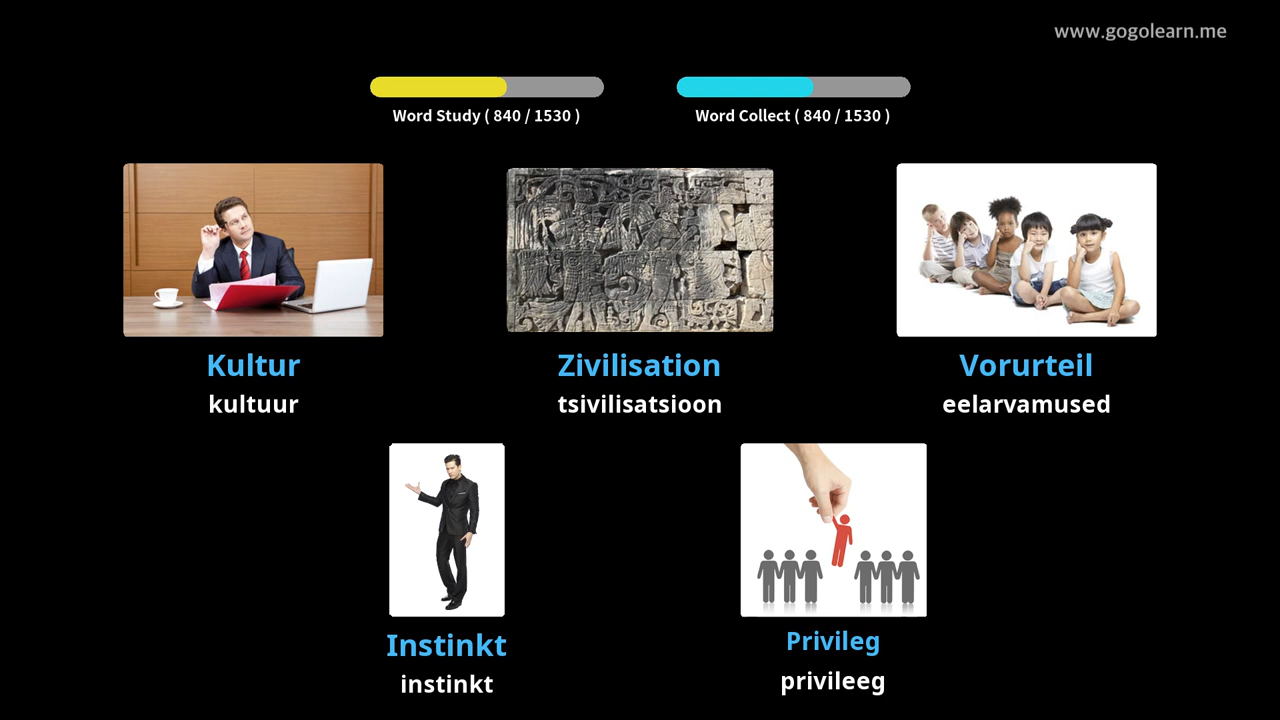 www.gogolearn.me
Word Study ( 840 / 1530 )
Word Collect ( 840 / 1530 )
Kultur
kultuur
Zivilisation
tsivilisatsioon
Vorurteil
eelarvamused
Instinkt
instinkt
Privileg
privileeg